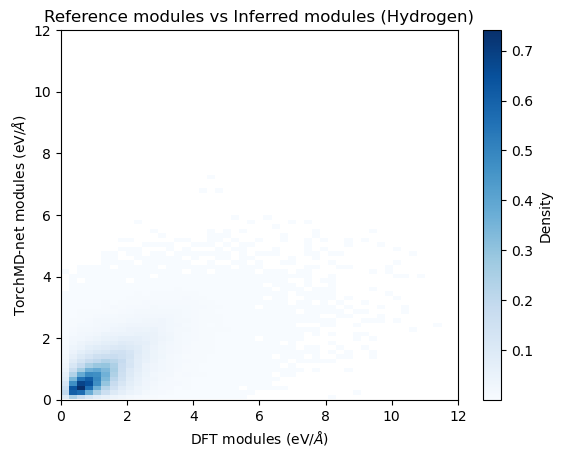 Reference modules vs Inferred modules (Hydrogen)
12
10
8
6
4
2
0
TorchMD-net modules (eV/Å)
0 2 4 6 8 10 12
DFT modules (eV/Å)
0.7
0.6
0.5
0.4
0.3
0.2
0.1
Density